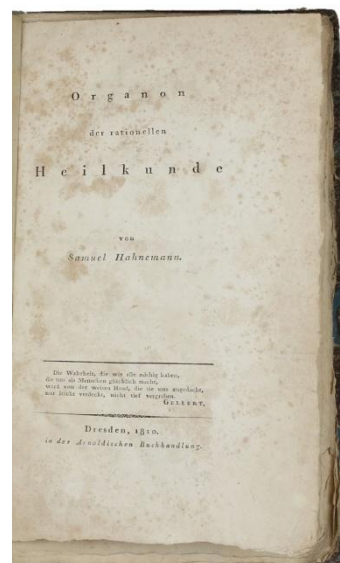 Organon
der rationellen
Heilkunde
von
Samuel Hahnemann.
Die Wahrheit, die wir alle nöthig haben,
die uns als Menschen glücklich macht,
ward von der weisen Hand, die sie uns zugedacht,
nur leicht verdeckt, nicht tief vergraben.
GELLERT.
Dresden, 1810.
in der Arnoldischen Buchhandlung.